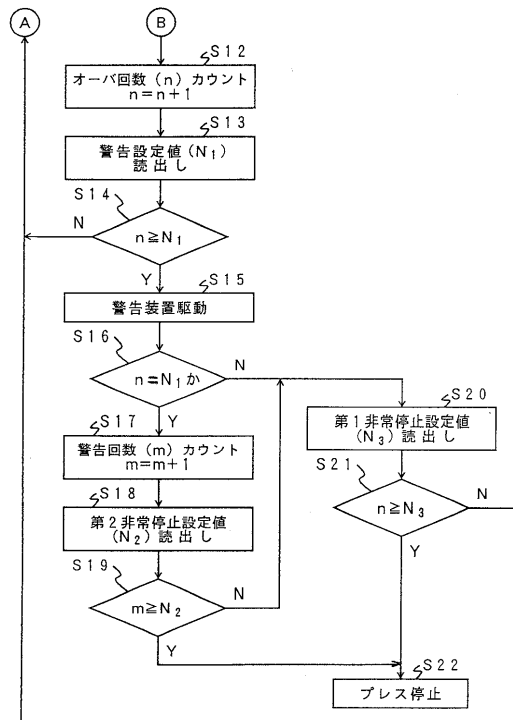 A
B
S12
オーバ回数(n)カウント
n=n+1
S13
警告設定値(N₁)
読出し
S14
N
n≧N₁
Y
S15
警告装置駆動
S16
N
n=N₁か
Y
S17
警告回数(m)カウント
m=m+1
S18
第2非常停止設定値
(N₂)読出し
S19
N
m≧N₂
Y
S20
第1非常停止設定値
(N₃)読出し
S21
N
n≧N₃
Y
S22
プレス停止